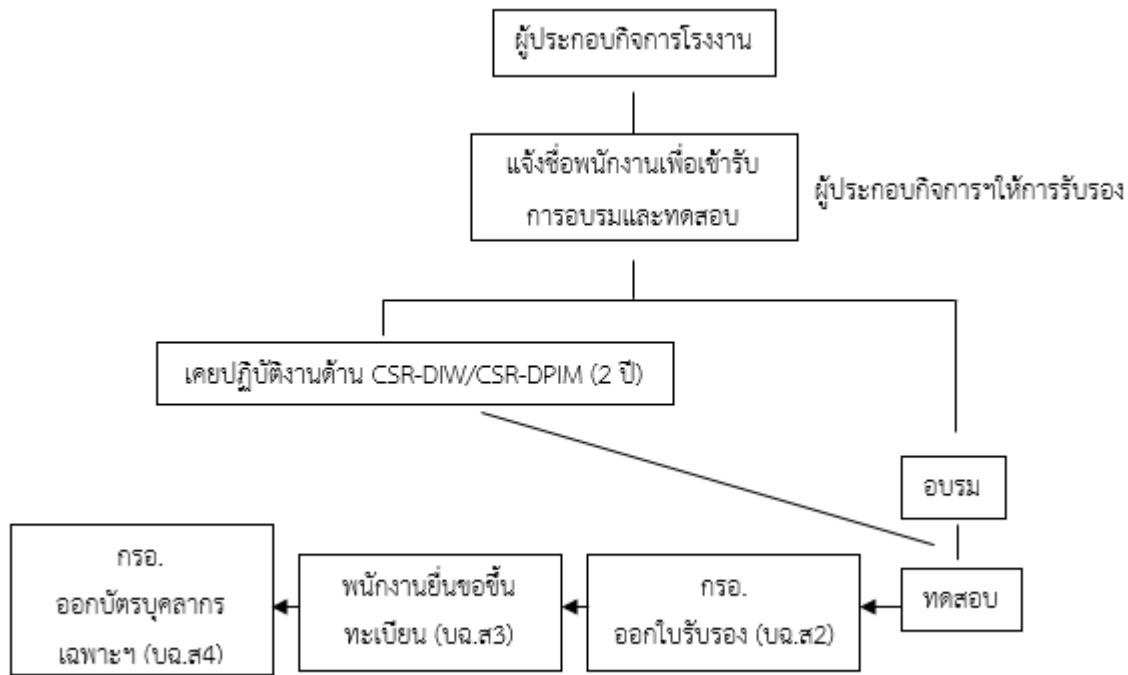 ผู้ประกอบกิจการโรงงาน
แจ้งชื่อพนักงานเพื่อเข้ารับ
การอบรมและทดสอบ
ผู้ประกอบกิจการฯให้การรับรอง
เคยปฏิบัติงานด้าน CSR-DIW/CSR-DPIM (2 ปี)
อบรม
ทดสอบ
กรอ.
ออกใบรับรอง (บฉ.ส2)
พนักงานยื่นขอขึ้น
ทะเบียน (บฉ.ส3)
กรอ.
ออกบัตรบุคลากร
เฉพาะฯ (บฉ.ส4)